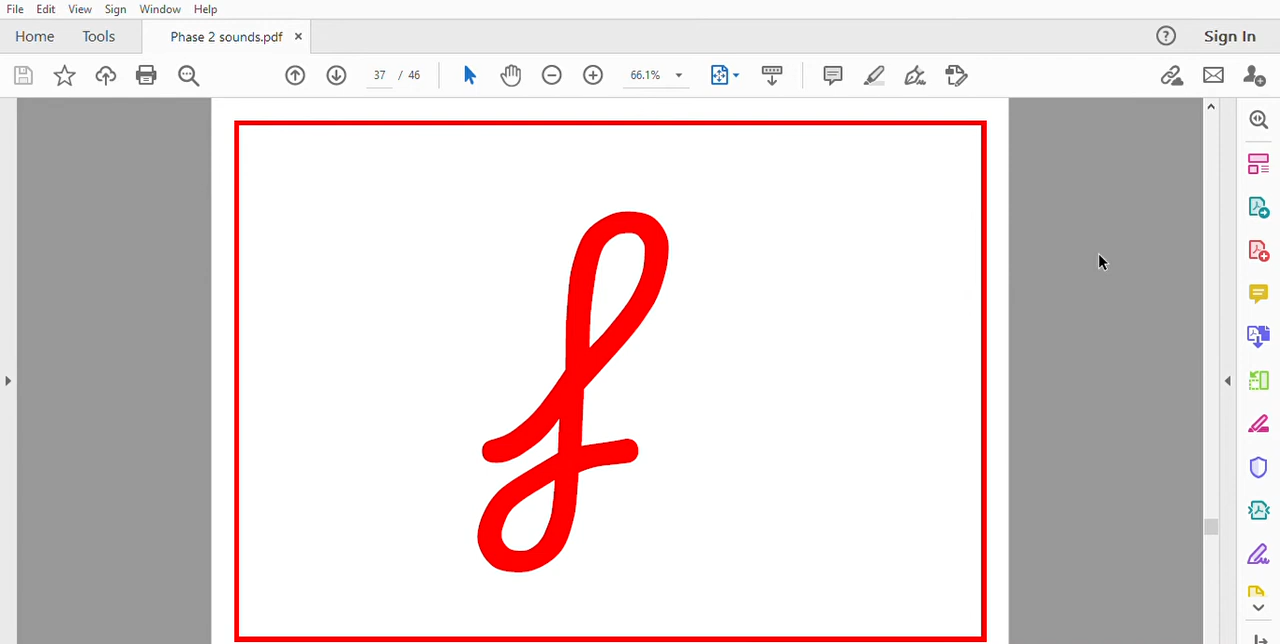 File Edit View Sign Window Help
Home Tools Phase 2 sounds.pdf × ? Sign In
37 / 46 66.1%
f